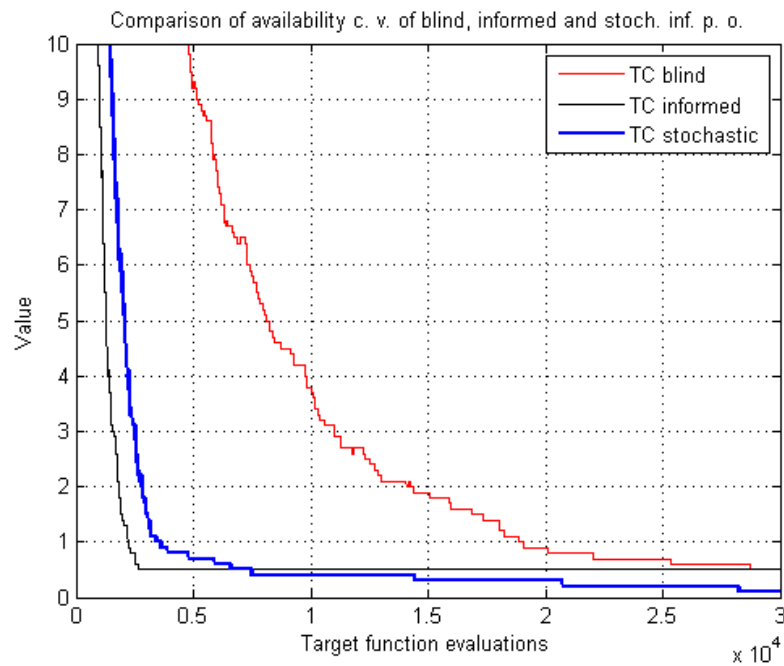 Comparison of availability c. v. of blind, informed and stoch. inf. p. o.
TC blind
TC informed
TC stochastic
Value
10
9
8
7
6
5
4
3
2
1
0
0 0.5 1 1.5 2 2.5 3
x 10^4
Target function evaluations